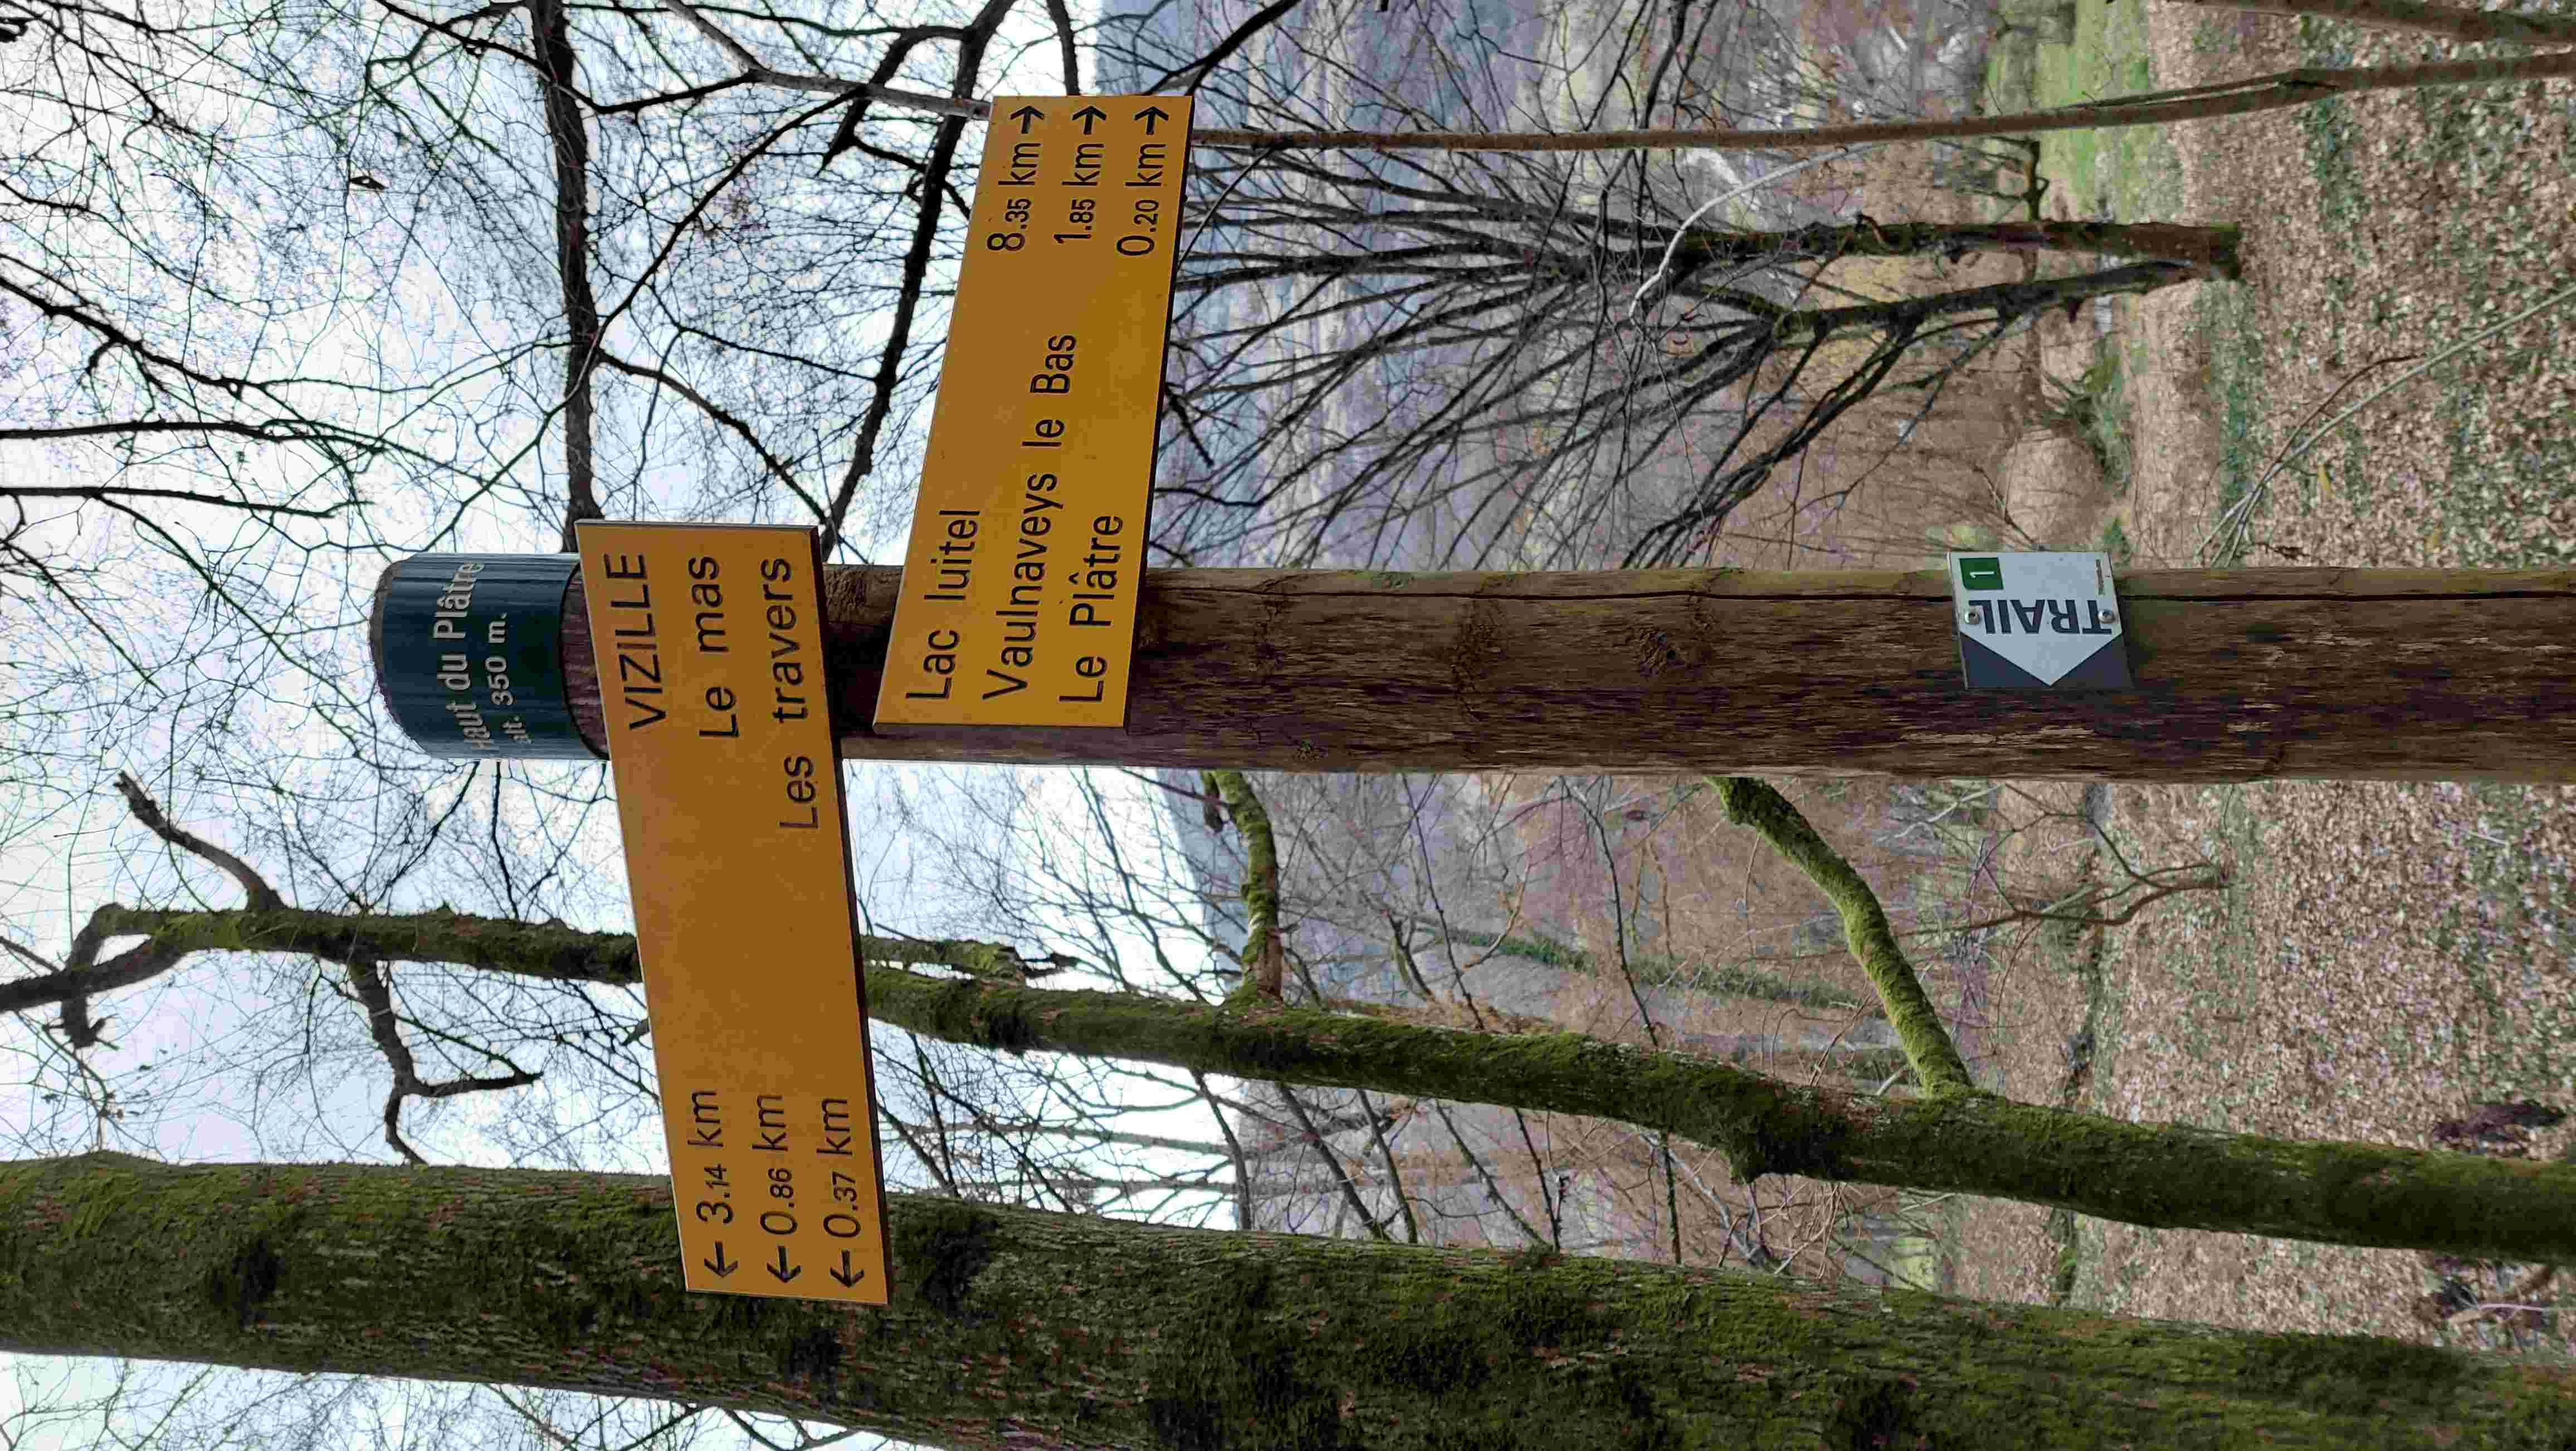 Haut du Plâtre
alt. 350 m.
VIZILLE
← 3.14 km
Le mas
← 0.86 km
Les travers
← 0.37 km
Lac luitel 8.35 km →
Vaulnaveys le Bas 1.85 km →
Le Plâtre 0.20 km →
1
TRAIL